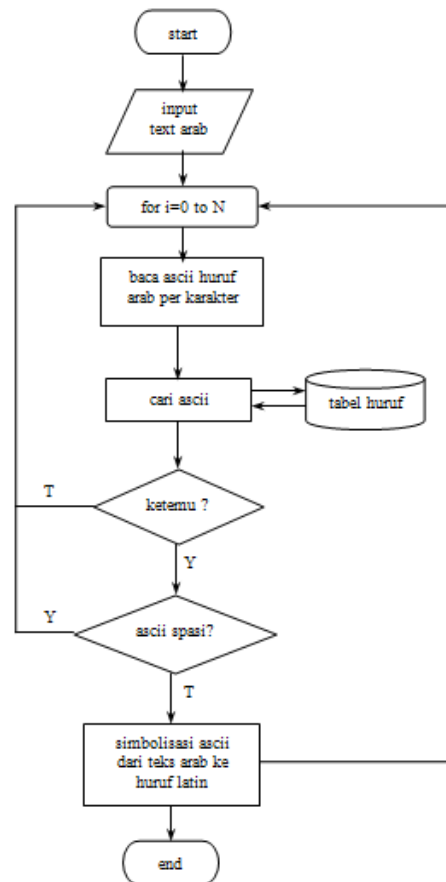 start
input
text arab
for i=0 to N
baca ascii huruf
arab per karakter
cari ascii
tabel huruf
T
ketemu ?
Y
Y
ascii spasi?
T
simbolisasi ascii
dari teks arab ke
huruf latin
end